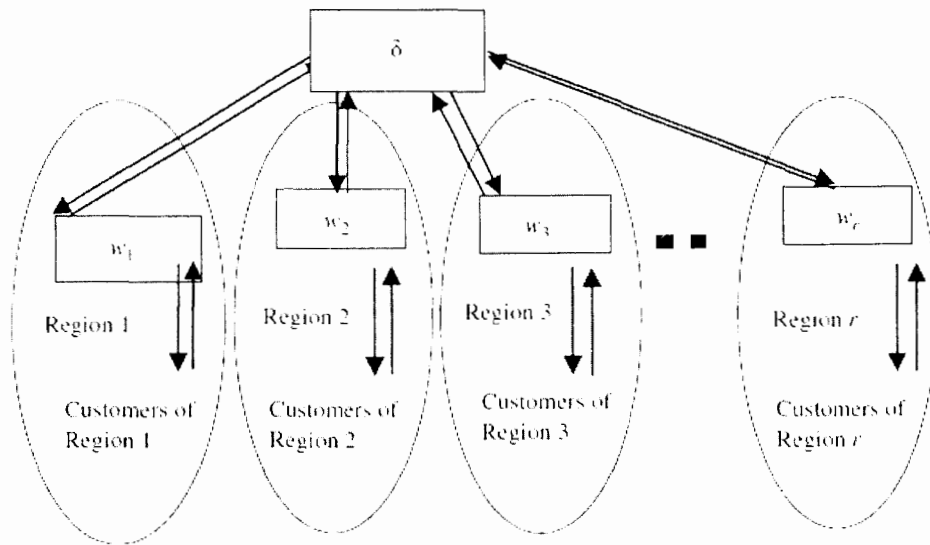 δ
w₁
w₂
w₃
wᵣ
Region 1
Region 2
Region 3
Region r
Customers of
Region 1
Customers of
Region 2
Customers of
Region 3
Customers of
Region r